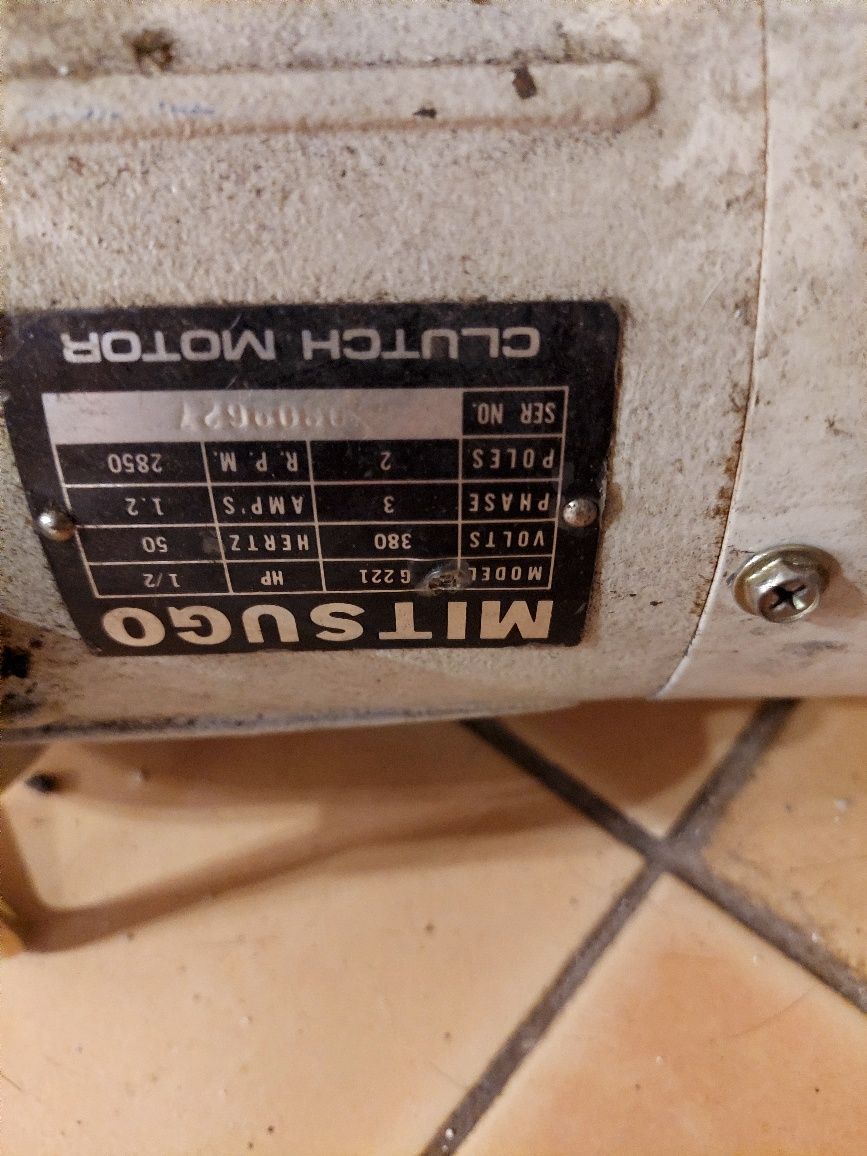 MITSUGO
MODEL G221 HP 1/2
VOLTS 380 HERTZ 50
PHASE 3 AMP'S 1.2
POLES 2 R.P.M. 2850
SER NO.
CLUTCH MOTOR